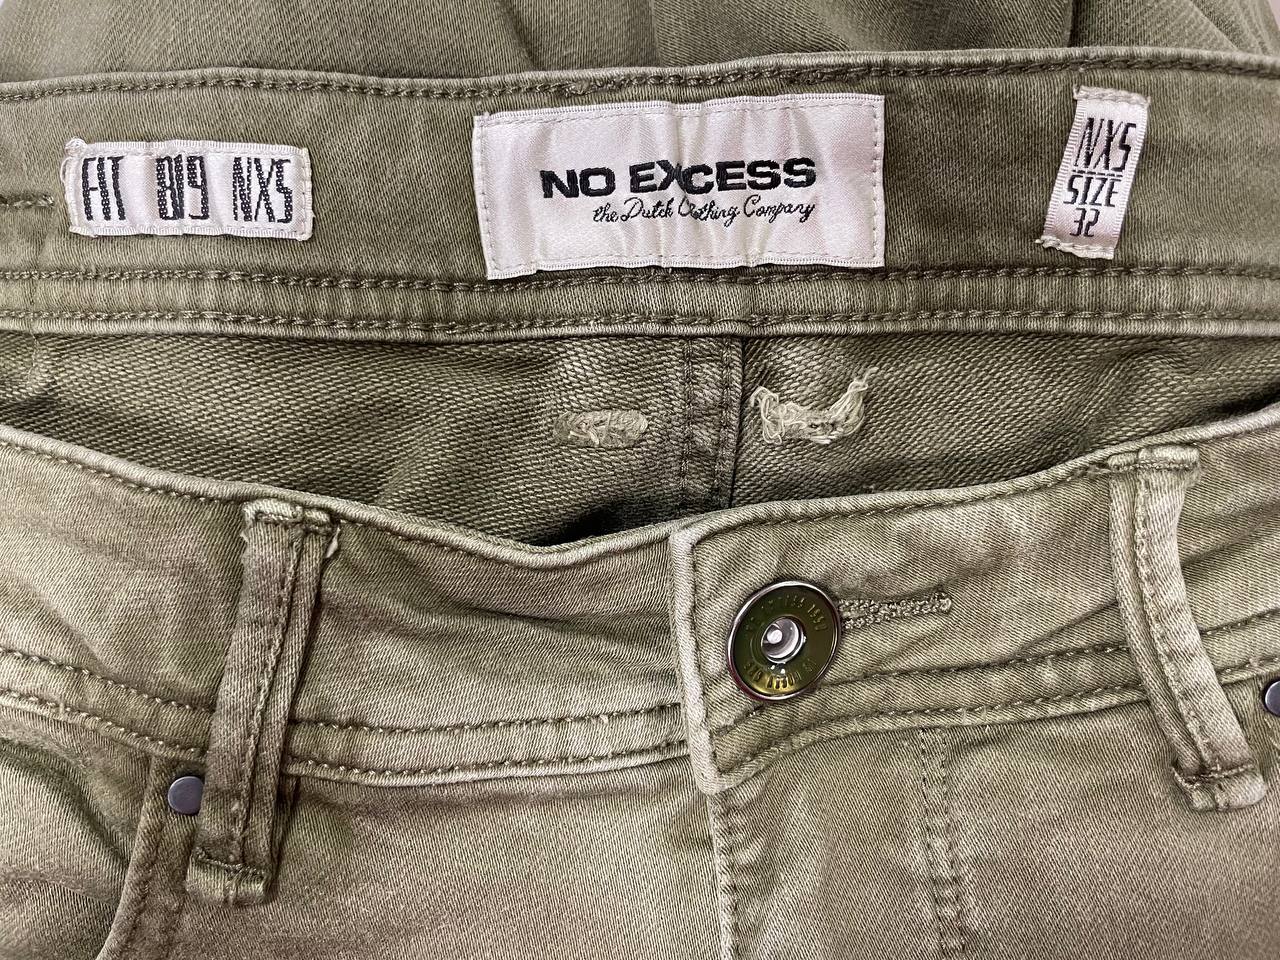 FIT 819 NXS
NO EXCESS
the Dutch Clothing Company
NXS
SIZE
32